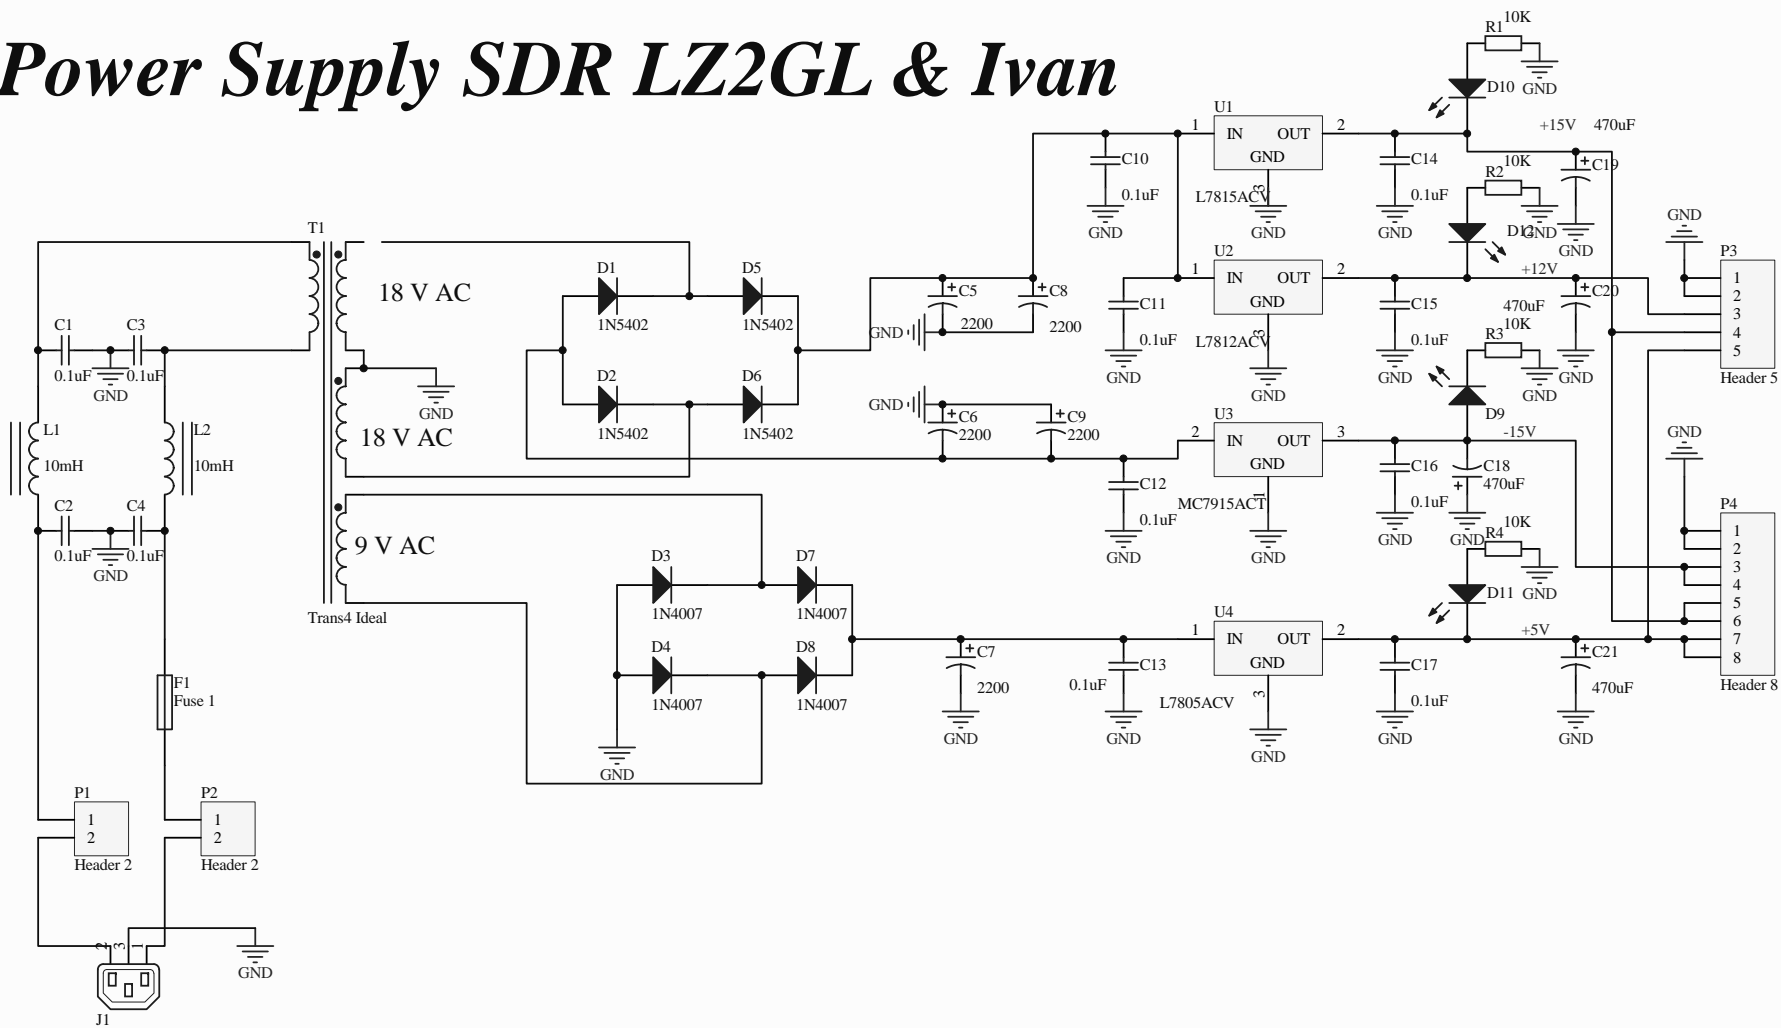 Power Supply SDR LZ2GL & Ivan
R1 10K
D10 GND
U1
1 IN OUT 2
GND
3
L7815ACV
GND
C10
0.1uF
GND
C14
0.1uF
GND
+15V 470uF
C19
GND
R2 10K
D12 GND
U2
1 IN OUT 2
GND
3
L7812ACV
GND
C11
0.1uF
GND
C15
0.1uF
GND
+12V
470uF
C20
GND
R3 10K
GND
D9
U3
2 IN OUT 3
GND
1
MC7915ACT
GND
C12
0.1uF
GND
C16
0.1uF
GND
-15V
C18
470uF
GND
R4 10K
D11 GND
U4
1 IN OUT 2
GND
3
L7805ACV
GND
C7
2200
GND
C13
0.1uF
GND
C17
0.1uF
GND
+5V
C21
470uF
GND
GND
P3
1
2
3
4
5
Header 5
GND
P4
1
2
3
4
5
6
7
8
Header 8
T1
18 V AC
GND
18 V AC
9 V AC
Trans4 Ideal
D1
1N5402
D5
1N5402
D2
1N5402
D6
1N5402
C5
2200
C8
2200
GND
GND
C6
2200
C9
2200
D3
1N4007
D7
1N4007
D4
1N4007
D8
1N4007
GND
C1 C3
0.1uF 0.1uF
GND
L1
10mH
L2
10mH
C2 C4
0.1uF 0.1uF
GND
F1
Fuse 1
P1
1
2
Header 2
P2
1
2
Header 2
2 3 1
GND
J1